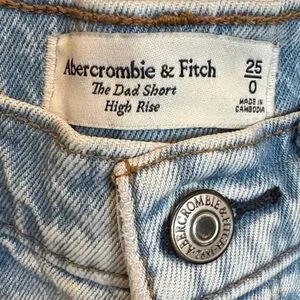 Abercrombie & Fitch
The Dad Short
High Rise
25
0
MADE IN
CAMBODIA
ABERCROMBIE & FITCH